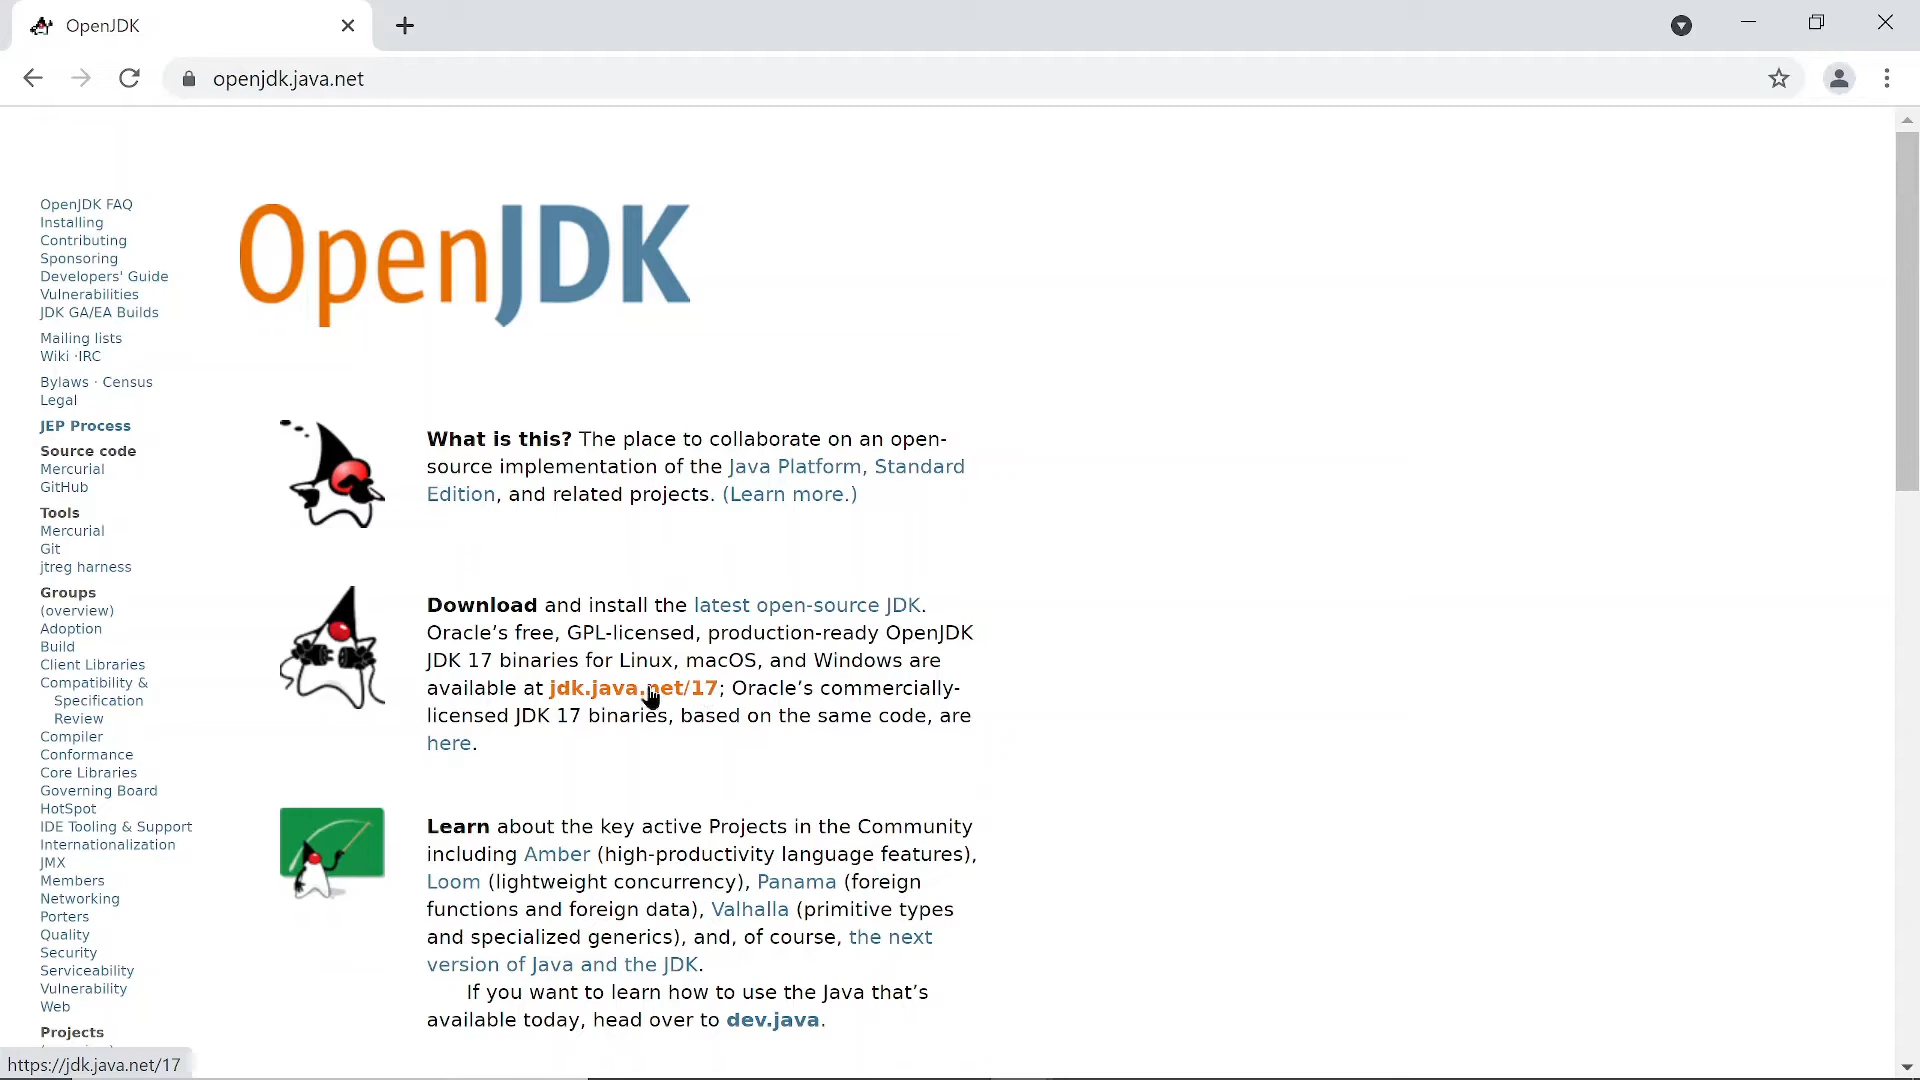 OpenJDK
openjdk.java.net
OpenJDK FAQ
Installing
Contributing
Sponsoring
Developers' Guide
Vulnerabilities
JDK GA/EA Builds
Mailing lists
Wiki ·IRC
Bylaws · Census
Legal
JEP Process
Source code
Mercurial
GitHub
Tools
Mercurial
Git
jtreg harness
Groups
(overview)
Adoption
Build
Client Libraries
Compatibility &
Specification
Review
Compiler
Conformance
Core Libraries
Governing Board
HotSpot
IDE Tooling & Support
Internationalization
JMX
Members
Networking
Porters
Quality
Security
Serviceability
Vulnerability
Web
Projects
OpenJDK
What is this? The place to collaborate on an open-
source implementation of the Java Platform, Standard
Edition, and related projects. (Learn more.)
Download and install the latest open-source JDK.
Oracle’s free, GPL-licensed, production-ready OpenJDK
JDK 17 binaries for Linux, macOS, and Windows are
available at jdk.java.net/17; Oracle’s commercially-
licensed JDK 17 binaries, based on the same code, are
here.
Learn about the key active Projects in the Community
including Amber (high-productivity language features),
Loom (lightweight concurrency), Panama (foreign
functions and foreign data), Valhalla (primitive types
and specialized generics), and, of course, the next
version of Java and the JDK.
If you want to learn how to use the Java that’s
available today, head over to dev.java.
https://jdk.java.net/17